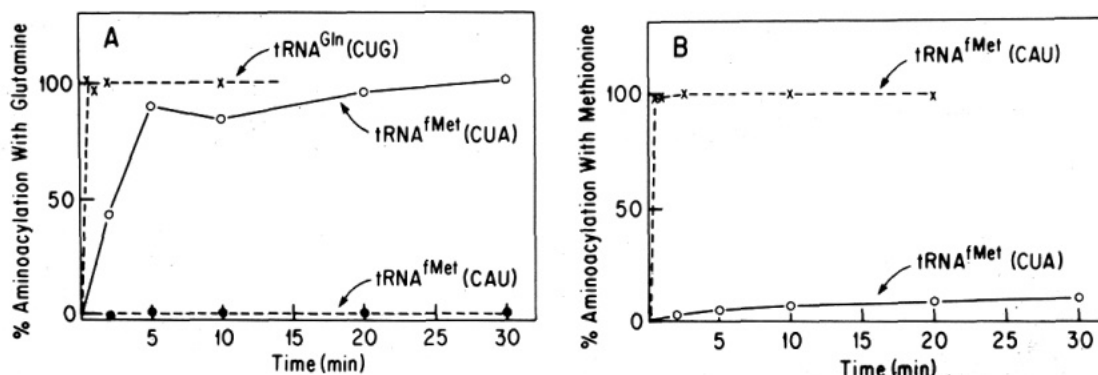 A
% Aminoacylation With Glutamine
100
50
0
tRNA^Gln (CUG)
tRNA^fMet (CUA)
tRNA^fMet (CAU)
5 10 15 20 25 30
Time (min)
B
% Aminoacylation With Methionine
100
50
0
tRNA^fMet (CAU)
tRNA^fMet (CUA)
5 10 15 20 25 30
Time (min)